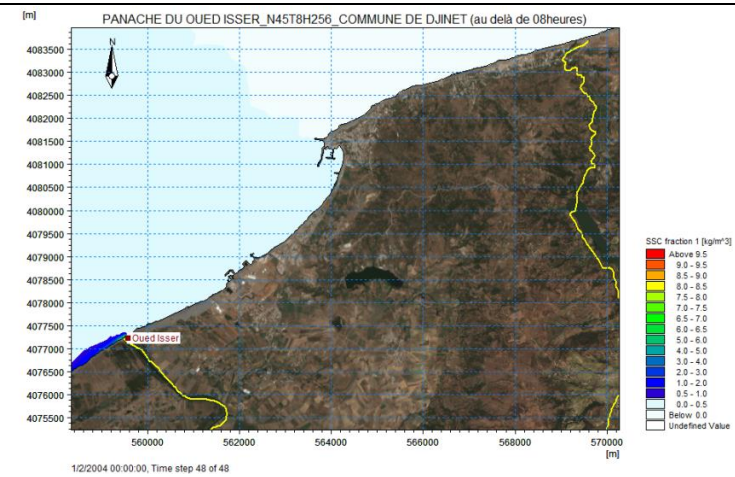 PANACHE DU OUED ISSER_N45T8H256_COMMUNE DE DJINET (au delà de 08heures)
[m]
4083500
4083000
4082500
4082000
4081500
4081000
4080500
4080000
4079500
4079000
4078500
4078000
4077500
4077000
4076500
4076000
4075500
N
Oued Isser
560000 562000 564000 566000 568000 570000
[m]
SSC fraction 1 [kg/m^3]
Above 9.5
9.0 - 9.5
8.5 - 9.0
8.0 - 8.5
7.5 - 8.0
7.0 - 7.5
6.5 - 7.0
6.0 - 6.5
5.0 - 6.0
4.0 - 5.0
3.0 - 4.0
2.0 - 3.0
1.0 - 2.0
0.5 - 1.0
0.0 - 0.5
Below 0.0
Undefined Value
1/2/2004 00:00:00, Time step 48 of 48